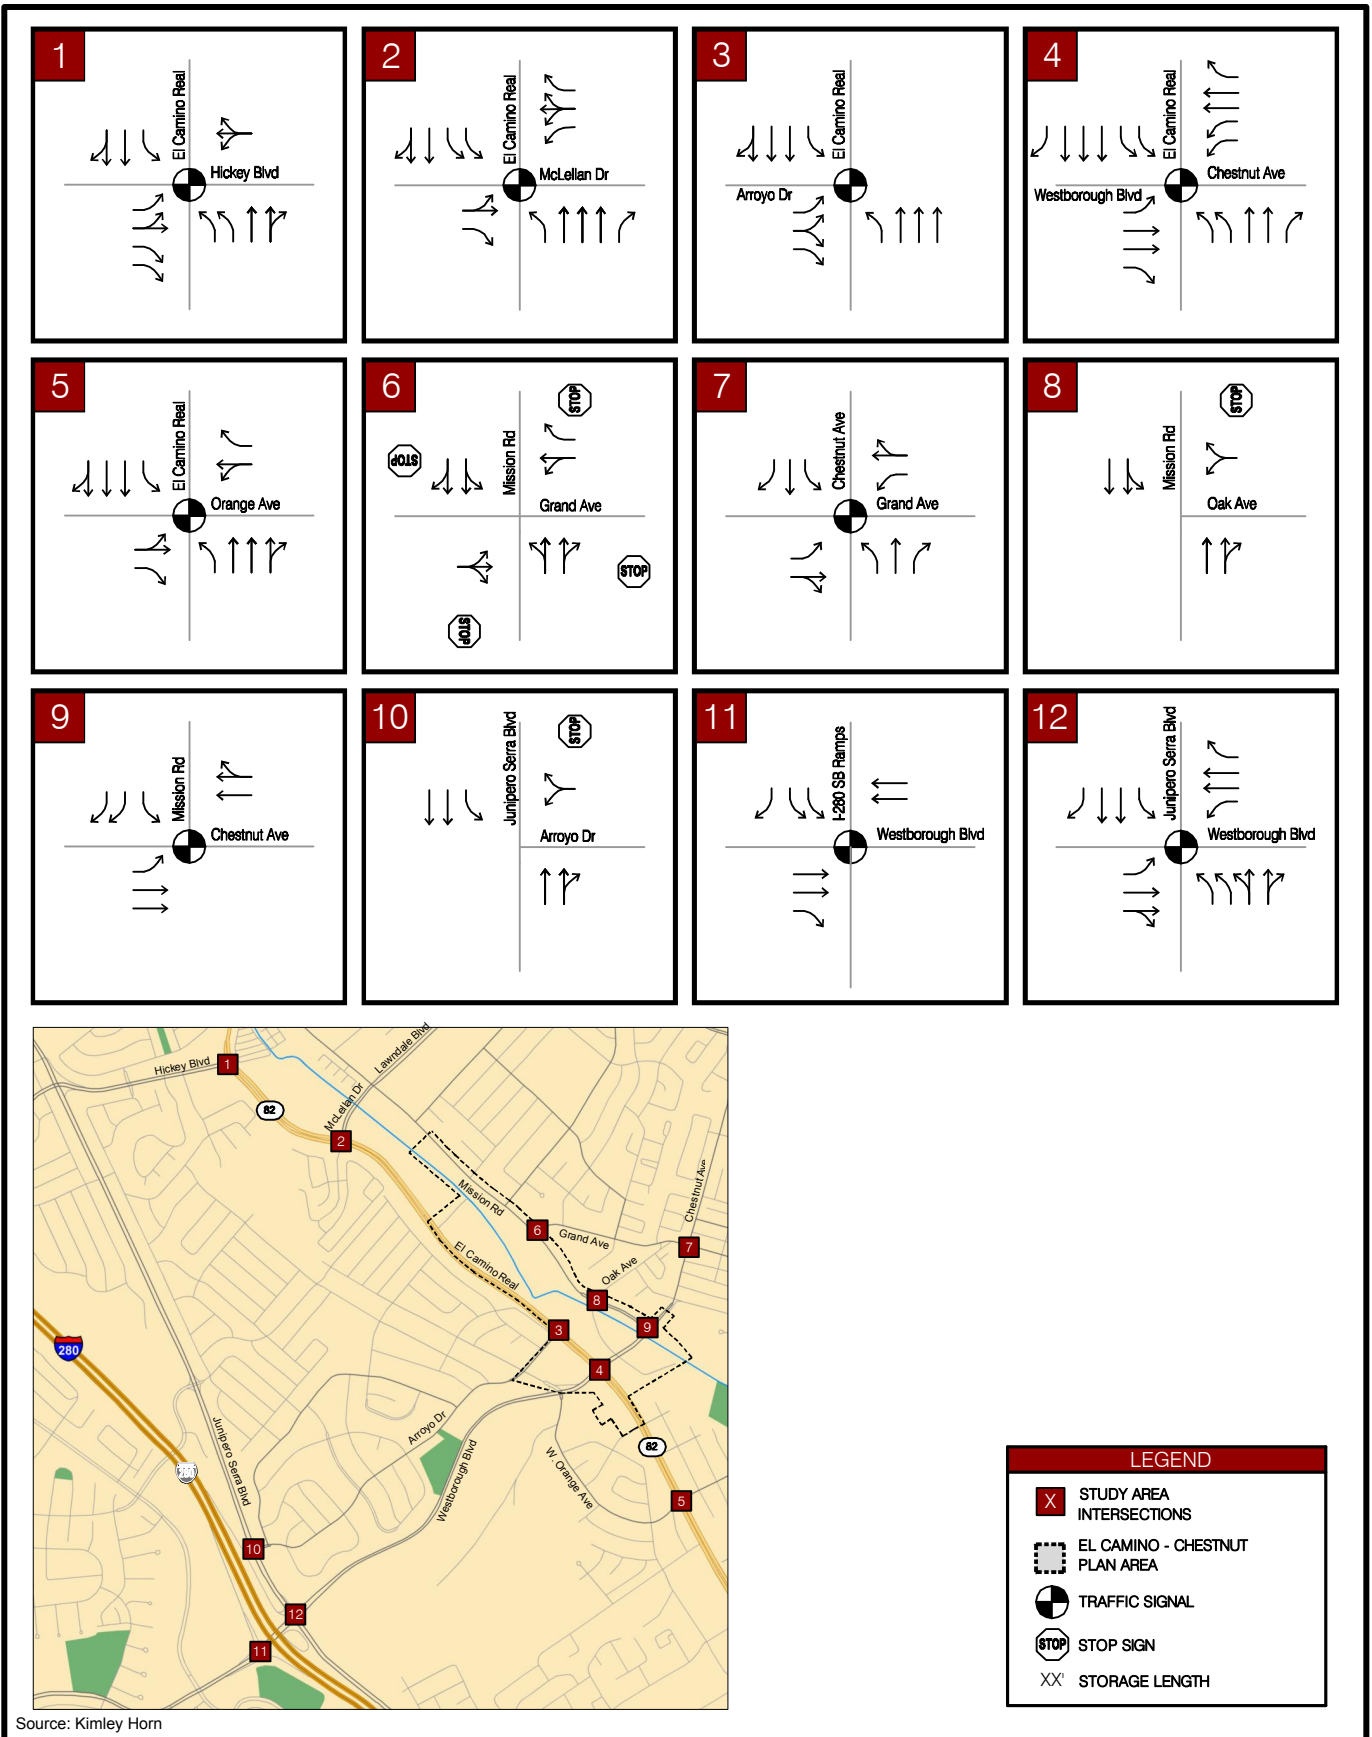 1
El Camino Real
Hickey Blvd
2
El Camino Real
McLellan Dr
3
El Camino Real
Arroyo Dr
4
El Camino Real
Chestnut Ave
Westborough Blvd
5
El Camino Real
Orange Ave
6
STOP
STOP
Mission Rd
Grand Ave
STOP
STOP
7
Chestnut Ave
Grand Ave
8
STOP
Mission Rd
Oak Ave
9
Mission Rd
Chestnut Ave
10
STOP
Junipero Serra Blvd
Arroyo Dr
11
I-280 SB Ramps
Westborough Blvd
12
Junipero Serra Blvd
Westborough Blvd
Hickey Blvd
1
Lawndale Blvd
82
McLellan Dr
2
Mission Rd
Chestnut Ave
6
Grand Ave
7
El Camino Real
Oak Ave
8
3
9
280
4
Junipero Serra Blvd
Arroyo Dr
82
Westborough Blvd
W. Orange Ave
5
10
12
11
LEGEND
X STUDY AREA
INTERSECTIONS
EL CAMINO - CHESTNUT
PLAN AREA
TRAFFIC SIGNAL
STOP STOP SIGN
XX' STORAGE LENGTH
Source: Kimley Horn